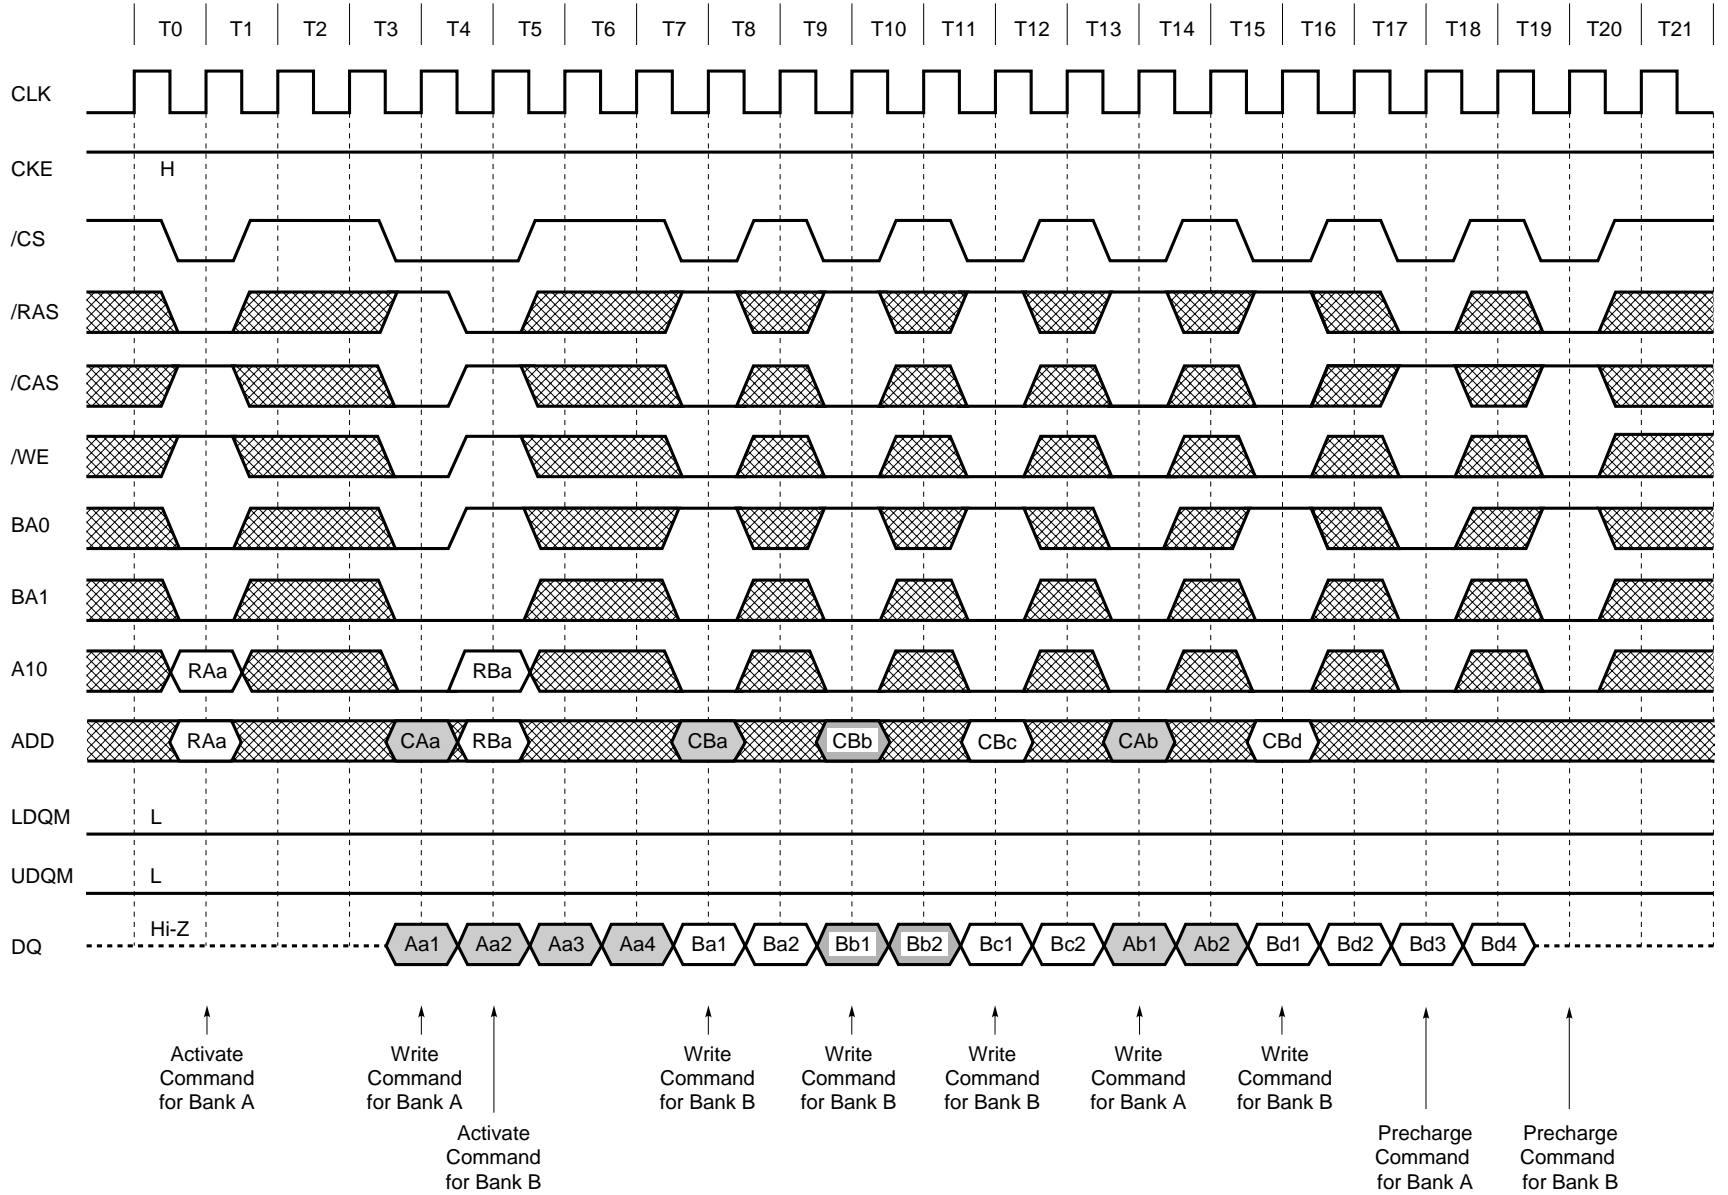 T0 T1 T2 T3 T4 T5 T6 T7 T8 T9 T10 T11 T12 T13 T14 T15 T16 T17 T18 T19 T20 T21
CLK
CKE H
/CS
/RAS
/CAS
/WE
BA0
BA1
A10 RAa RBa
ADD RAa CAa RBa CBa CBb CBc CAb CBd
LDQM L
UDQM L
DQ Hi-Z Aa1 Aa2 Aa3 Aa4 Ba1 Ba2 Bb1 Bb2 Bc1 Bc2 Ab1 Ab2 Bd1 Bd2 Bd3 Bd4
Activate
Command
for Bank A
Write
Command
for Bank A
Activate
Command
for Bank B
Write
Command
for Bank B
Write
Command
for Bank B
Write
Command
for Bank B
Write
Command
for Bank A
Write
Command
for Bank B
Precharge
Command
for Bank A
Precharge
Command
for Bank B